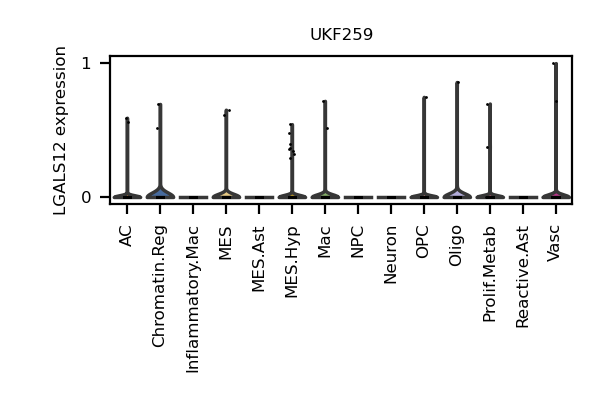 UKF259
LGALS12 expression
1
0
AC
Chromatin.Reg
Inflammatory.Mac
MES
MES.Ast
MES.Hyp
Mac
NPC
Neuron
OPC
Oligo
Prolif.Metab
Reactive.Ast
Vasc